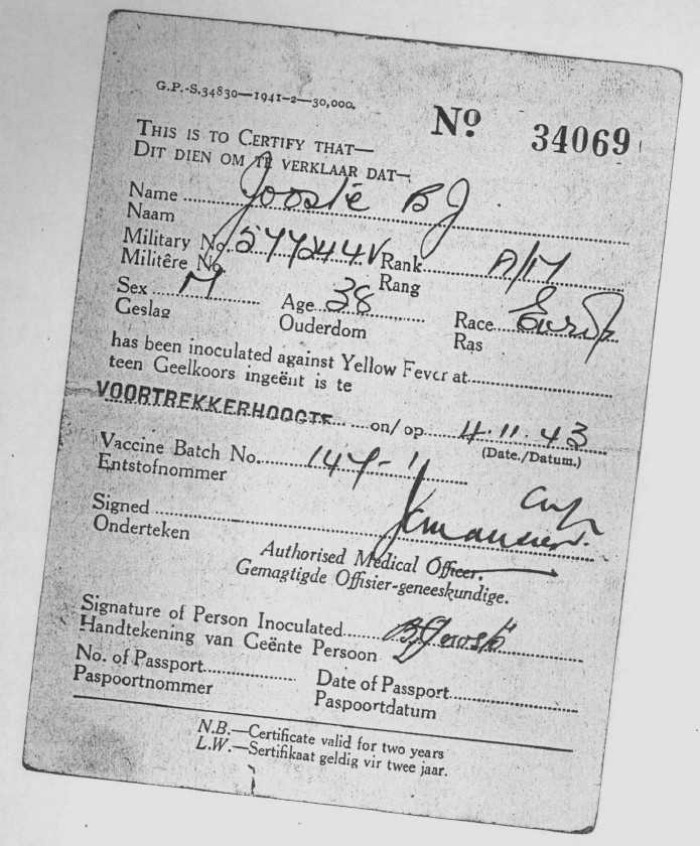 G.P.-S.34830—1941-2—30,000.
No 34069
THIS IS TO CERTIFY THAT—
DIT DIEN OM TE VERKLAAR DAT—
Name Jooste B J
Naam
Military No. 577244V Rank A/M
Militêre No. Rang
Sex M Age 38 Race
Geslag Ouderdom Ras
has been inoculated against Yellow Fever at
teen Geelkoors ingeënt is te
VOORTREKKERHOOGTE on/op 4.11.43
(Date./Datum.)
Vaccine Batch No. 147-1
Entstofnommer
Signed
Onderteken
Authorised Medical Officer.
Gemagtigde Offisier-geneeskundige.
Signature of Person Inoculated BJJooste
Handtekening van Geënte Persoon
No. of Passport Date of Passport
Paspoortnommer Paspoortdatum
N.B.—Certificate valid for two years
L.W.—Sertifikaat geldig vir twee jaar.